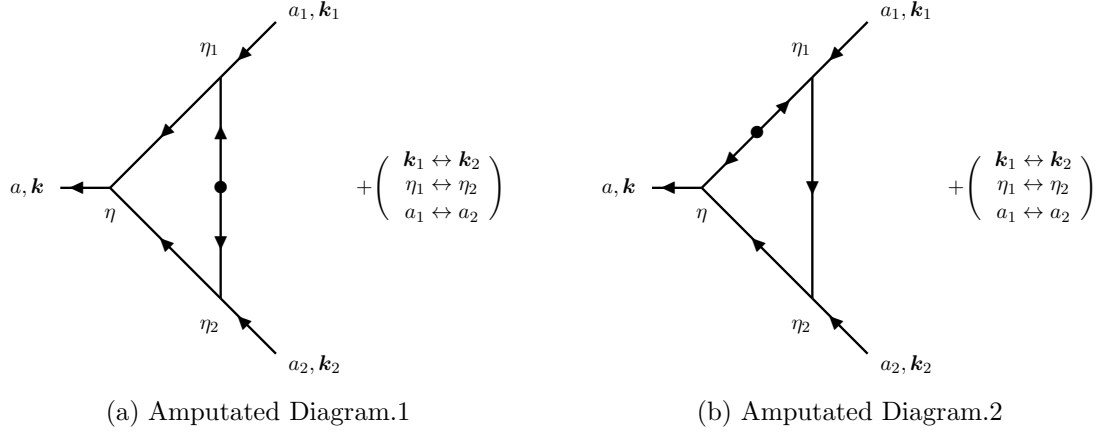 a₁, k₁
η₁
a, k
η
η₂
a₂, k₂
+( k₁ ↔ k₂
η₁ ↔ η₂
a₁ ↔ a₂ )
(a) Amputated Diagram.1
a₁, k₁
η₁
a, k
η
η₂
a₂, k₂
+( k₁ ↔ k₂
η₁ ↔ η₂
a₁ ↔ a₂ )
(b) Amputated Diagram.2